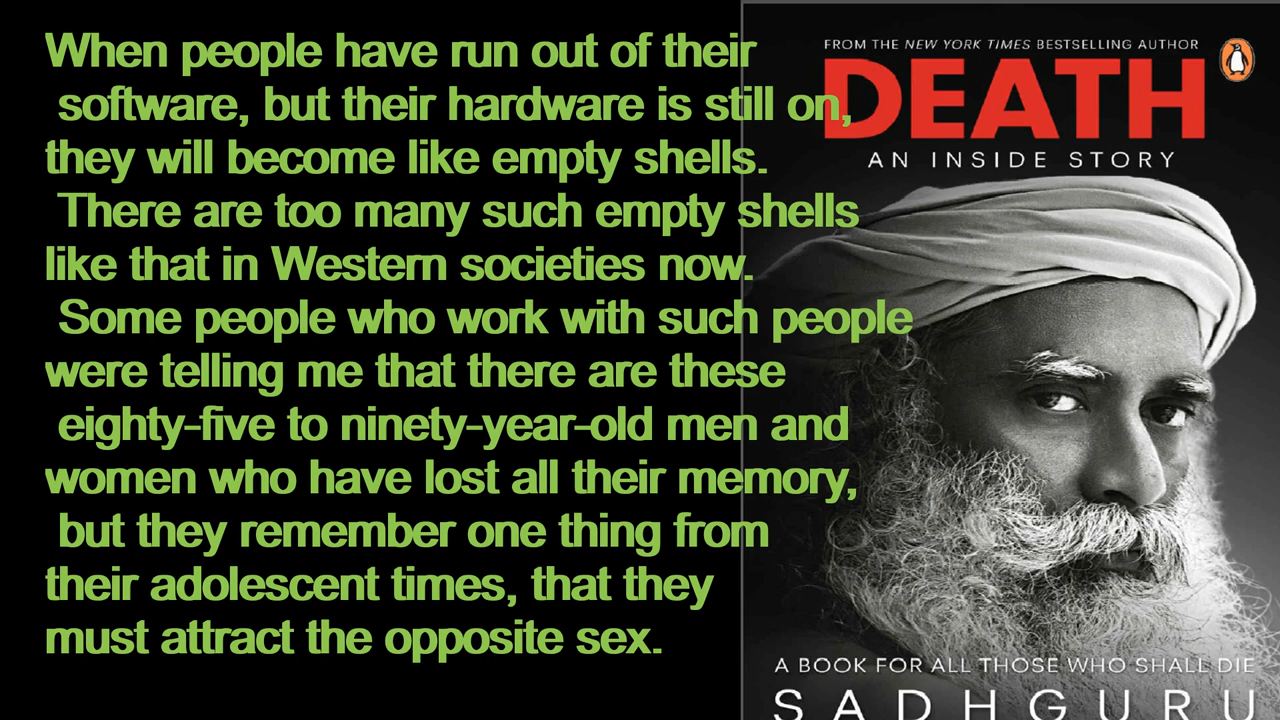 When people have run out of their
software, but their hardware is still on,
they will become like empty shells.
There are too many such empty shells
like that in Western societies now.
Some people who work with such people
were telling me that there are these
eighty-five to ninety-year-old men and
women who have lost all their memory,
but they remember one thing from
their adolescent times, that they
must attract the opposite sex.
FROM THE NEW YORK TIMES BESTSELLING AUTHOR
DEATH
AN INSIDE STORY
A BOOK FOR ALL THOSE WHO SHALL DIE
SADHGURU